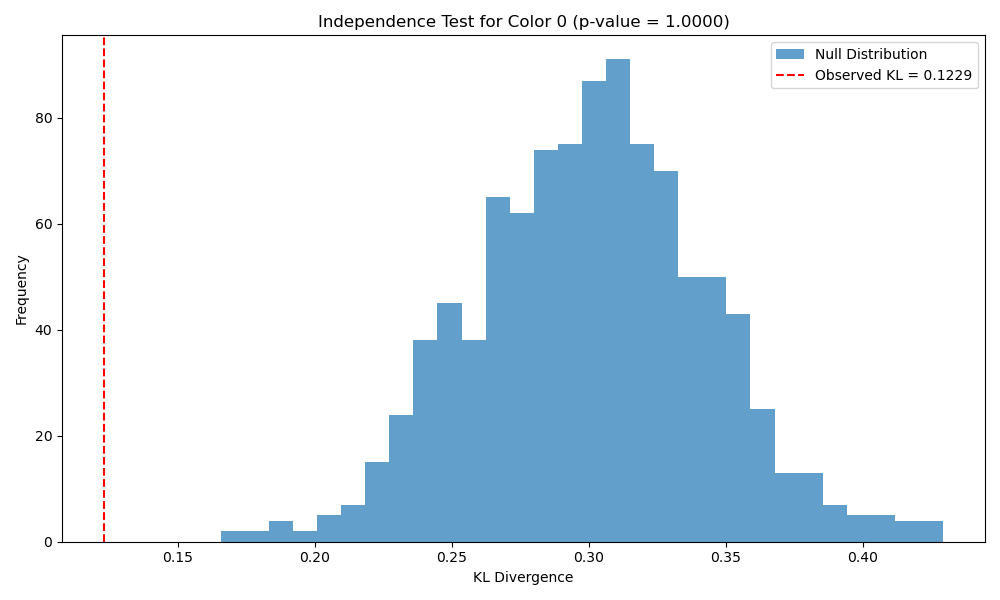 Independence Test for Color 0 (p-value = 1.0000)
Null Distribution
Observed KL = 0.1229
Frequency
80
60
40
20
0
0.15 0.20 0.25 0.30 0.35 0.40
KL Divergence